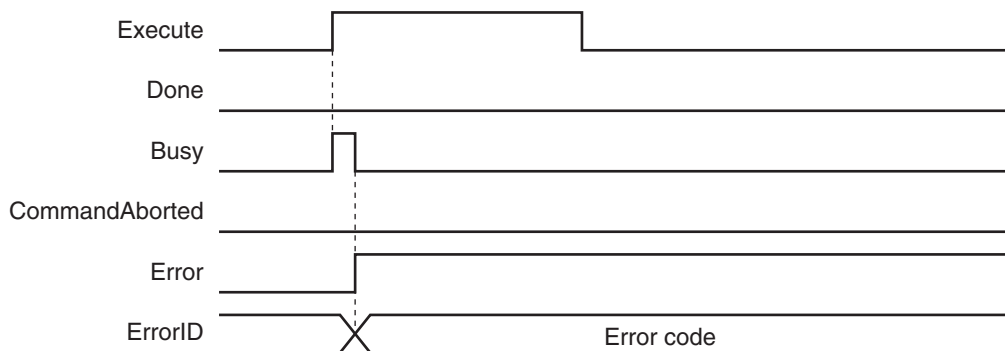 Execute
Done
Busy
CommandAborted
Error
ErrorID
Error code